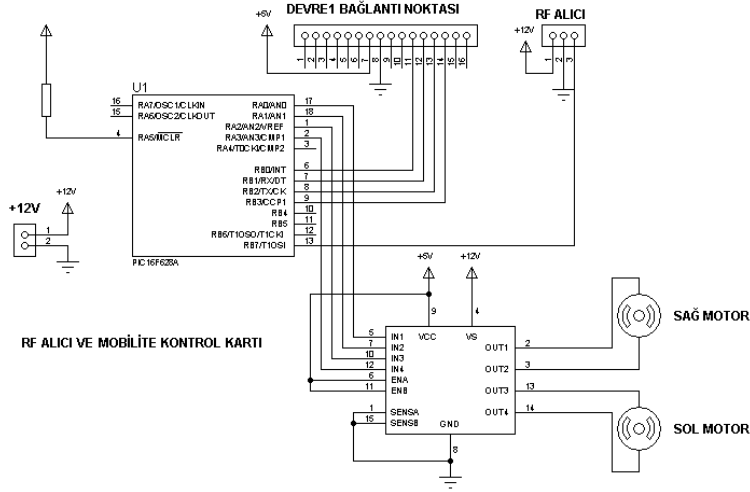 DEVRE1 BAĞLANTI NOKTASI
RF ALICI
+5V
+12V
1 2 3 4 5 6 7 8 9 10 11 12 13 14 15 16
1 2 3
U1
16 RA7/OSC1/CLKIN
15 RA6/OSC2/CLKOUT
4 RA5/MCLR
RA0/AN0 17
RA1/AN1 18
RA2/AN2/VREF 1
RA3/AN3/CMP1 2
RA4/T0CKI/CMP2 3
RB0/INT 6
RB1/RX/DT 7
RB2/TX/CK 8
RB3/CCP1 9
RB4 10
RB5 11
RB6/T1OSO/T1CKI 12
RB7/T1OSI 13
PIC16F628A
+12V
+12V
1
2
RF ALICI VE MOBİLİTE KONTROL KARTI
+5V
+12V
9
4
VCC
VS
5 IN1
7 IN2
10 IN3
12 IN4
6 ENA
11 ENB
1 SENSA
15 SENSB
OUT1 2
OUT2 3
OUT3 13
OUT4 14
GND
8
SAĞ MOTOR
SOL MOTOR